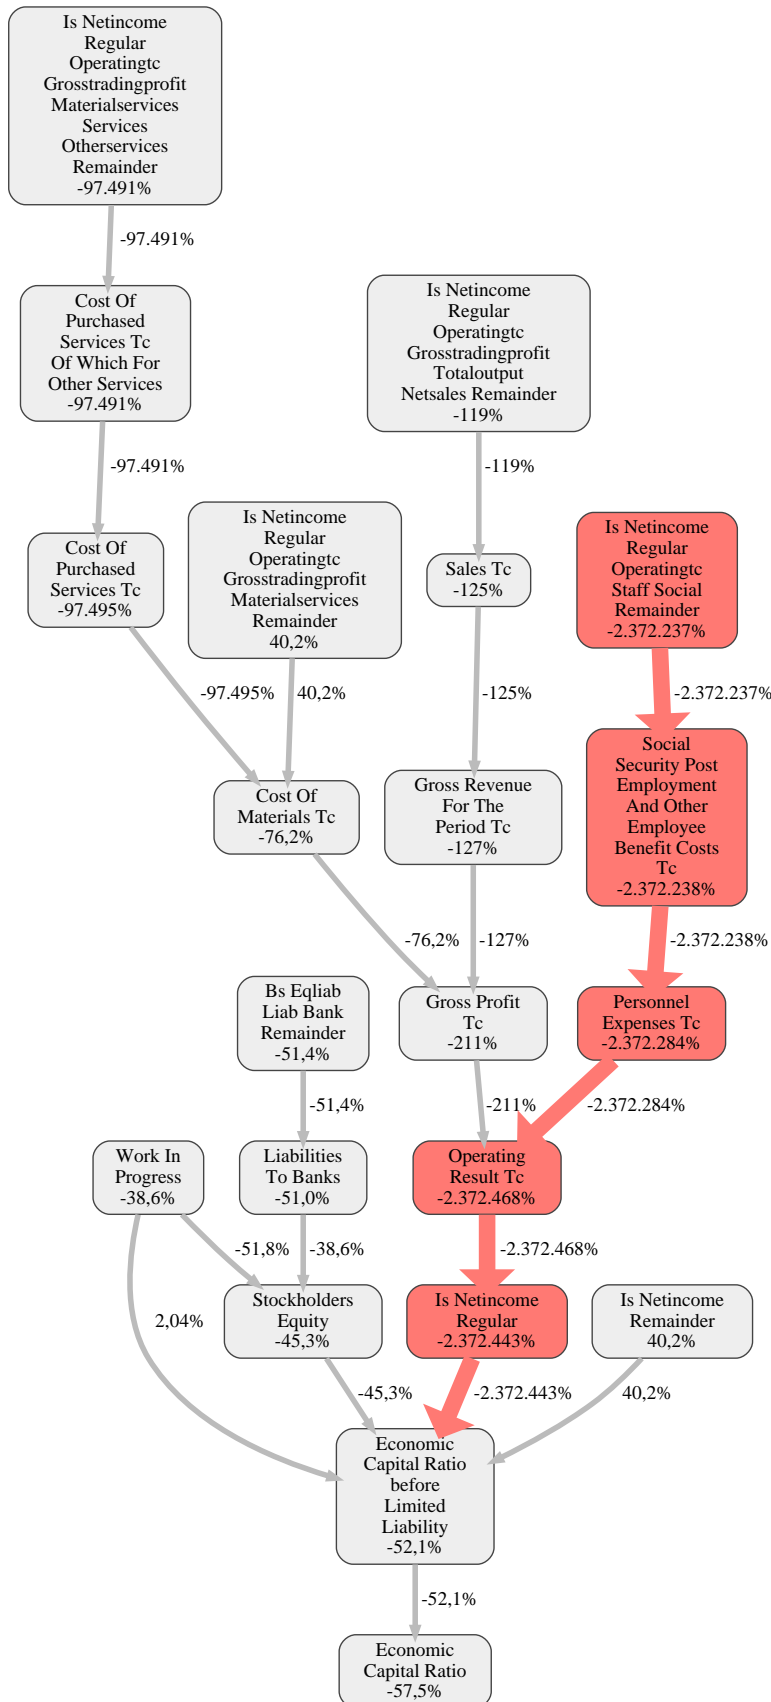 Is Netincome
Regular
Operatingtc
Grosstradingprofit
Materialservices
Services
Otherservices
Remainder
-97.491%
-97.491%
Cost Of
Purchased
Services Tc
Of Which For
Other Services
-97.491%
Is Netincome
Regular
Operatingtc
Grosstradingprofit
Totaloutput
Netsales Remainder
-119%
-97.491%
-119%
Cost Of
Purchased
Services Tc
-97.495%
Is Netincome
Regular
Operatingtc
Grosstradingprofit
Materialservices
Remainder
40,2%
Sales Tc
-125%
Is Netincome
Regular
Operatingtc
Staff Social
Remainder
-2.372.237%
-97.495%
40,2%
-125%
-2.372.237%
Cost Of
Materials Tc
-76,2%
Gross Revenue
For The
Period Tc
-127%
Social
Security Post
Employment
And Other
Employee
Benefit Costs
Tc
-2.372.238%
-76,2%
-127%
-2.372.238%
Bs Eqliab
Liab Bank
Remainder
-51,4%
Gross Profit
Tc
-211%
Personnel
Expenses Tc
-2.372.284%
-51,4%
-211%
-2.372.284%
Work In
Progress
-38,6%
Liabilities
To Banks
-51,0%
Operating
Result Tc
-2.372.468%
-51,8%
-38,6%
-2.372.468%
2,04%
Stockholders
Equity
-45,3%
Is Netincome
Regular
-2.372.443%
Is Netincome
Remainder
40,2%
-45,3%
-2.372.443%
40,2%
Economic
Capital Ratio
before
Limited
Liability
-52,1%
-52,1%
Economic
Capital Ratio
-57,5%